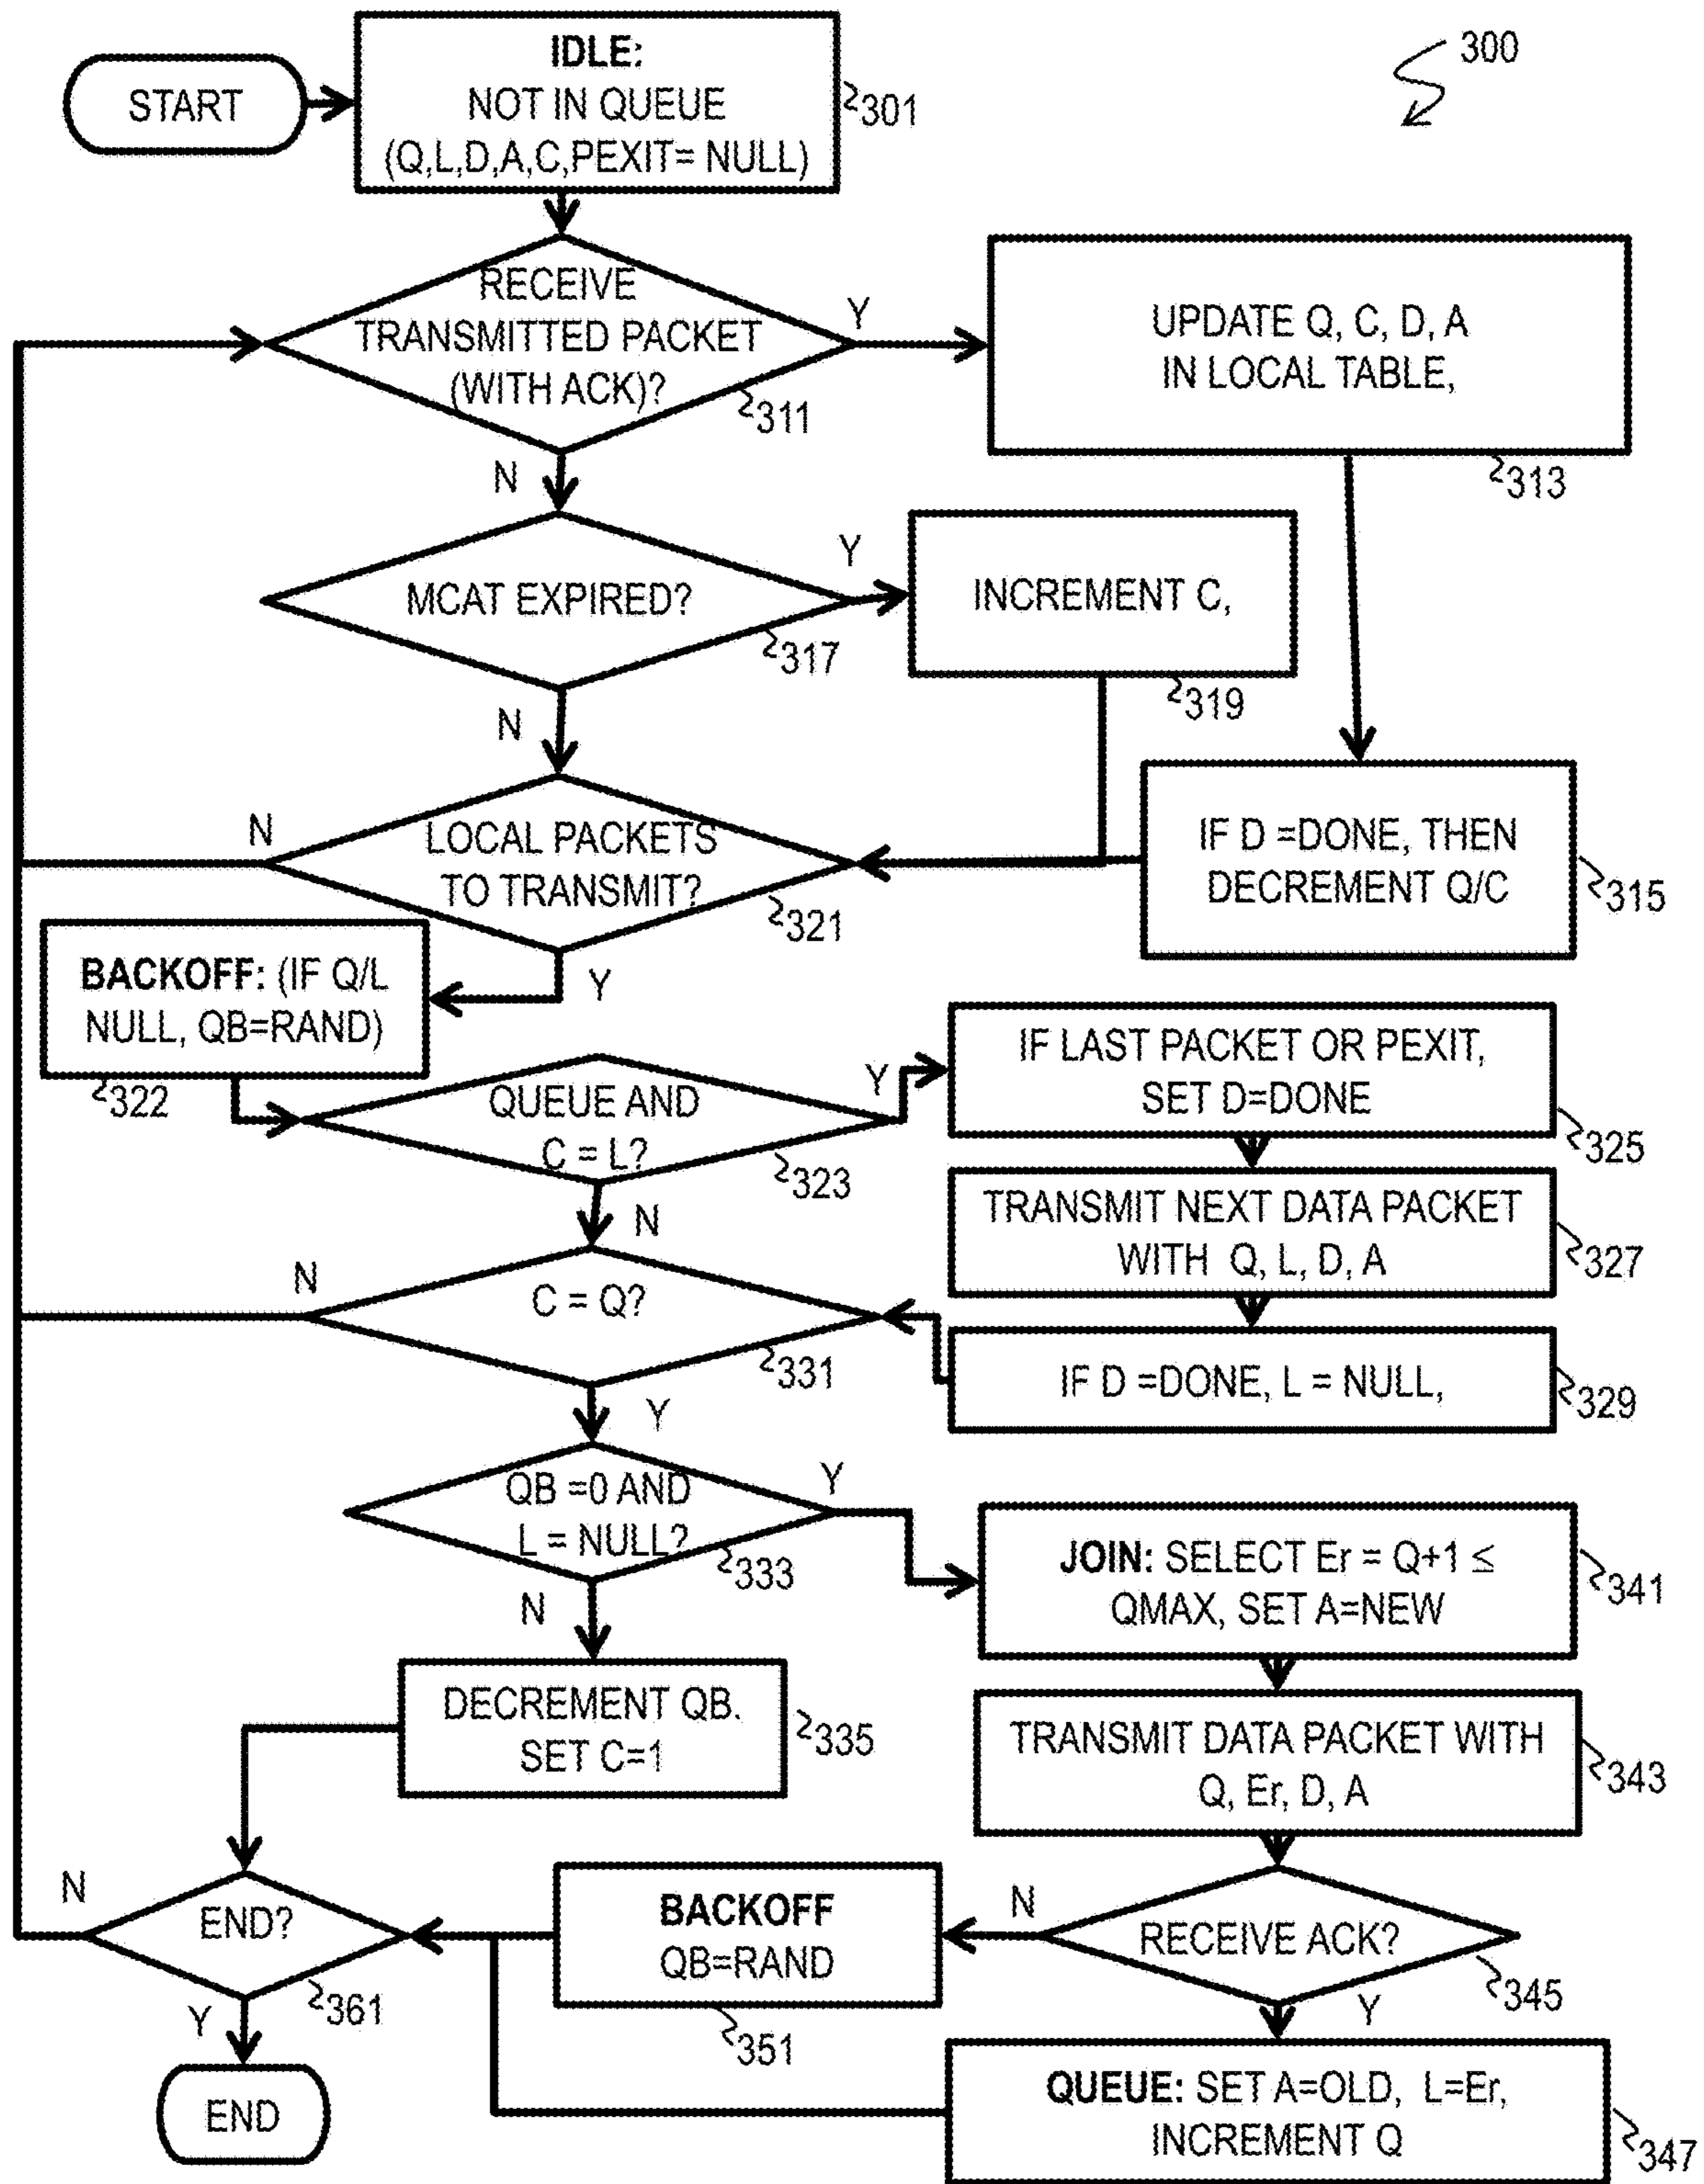 START
IDLE:
NOT IN QUEUE
(Q,L,D,A,C,PEXIT= NULL)
301
300
RECEIVE
TRANSMITTED PACKET
(WITH ACK)?
311
Y
N
UPDATE Q, C, D, A
IN LOCAL TABLE,
313
MCAT EXPIRED?
317
Y
N
INCREMENT C,
319
IF D =DONE, THEN
DECREMENT Q/C
315
LOCAL PACKETS
TO TRANSMIT?
321
N
Y
BACKOFF: (IF Q/L
NULL, QB=RAND)
322
QUEUE AND
C = L?
323
Y
N
IF LAST PACKET OR PEXIT,
SET D=DONE
325
TRANSMIT NEXT DATA PACKET
WITH Q, L, D, A
327
IF D =DONE, L = NULL,
329
C = Q?
331
N
Y
QB =0 AND
L = NULL?
333
Y
N
JOIN: SELECT Er = Q+1 ≤
QMAX, SET A=NEW
341
DECREMENT QB.
SET C=1
335
TRANSMIT DATA PACKET WITH
Q, Er, D, A
343
RECEIVE ACK?
345
N
Y
BACKOFF
QB=RAND
351
END?
361
N
Y
QUEUE: SET A=OLD, L=Er,
INCREMENT Q
347
END